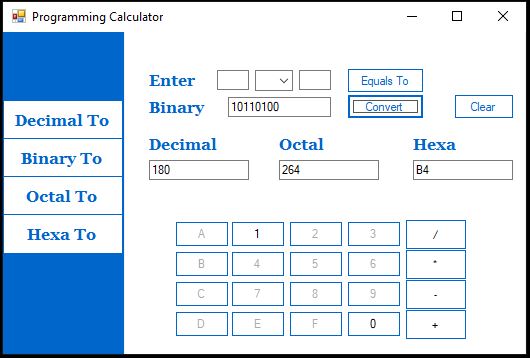 Programming Calculator
Enter Equals To
Binary 10110100 Convert Clear
Decimal To
Binary To
Octal To
Hexa To
Decimal Octal Hexa
180 264 B4
A 1 2 3 /
B 4 5 6 *
C 7 8 9 -
D E F 0 +